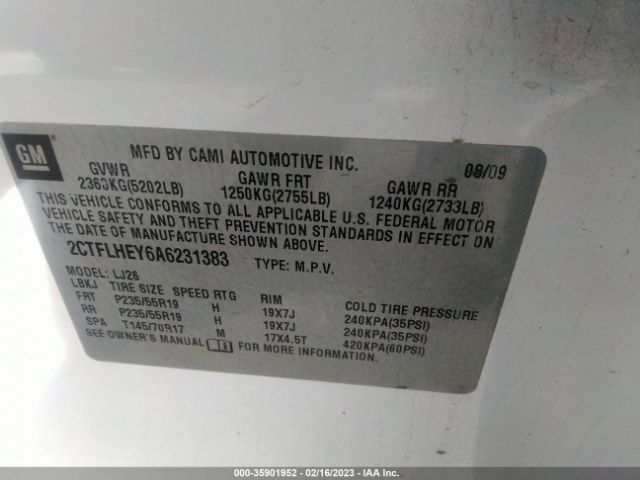 GM
MFD BY CAMI AUTOMOTIVE INC. 08/09
GVWR GAWR FRT GAWR RR
2360KG(5202LB) 1250KG(2755LB) 1240KG(2733LB)
THIS VEHICLE CONFORMS TO ALL APPLICABLE U.S. FEDERAL MOTOR
VEHICLE SAFETY AND THEFT PREVENTION STANDARDS IN EFFECT ON
THE DATE OF MANUFACTURE SHOWN ABOVE.
2CTFLHEY6A6231383 TYPE: M.P.V.
MODEL: LJ26
LBKJ TIRE SIZE SPEED RTG RIM COLD TIRE PRESSURE
FRT P235/55R19 H 19X7J 240KPA(35PSI)
RR P235/55R19 H 19X7J 240KPA(35PSI)
SPA T145/70R17 M 17X4.5T 420KPA(60PSI)
SEE OWNER'S MANUAL FOR MORE INFORMATION.
000-35901952 - 02/16/2023 - IAA Inc.